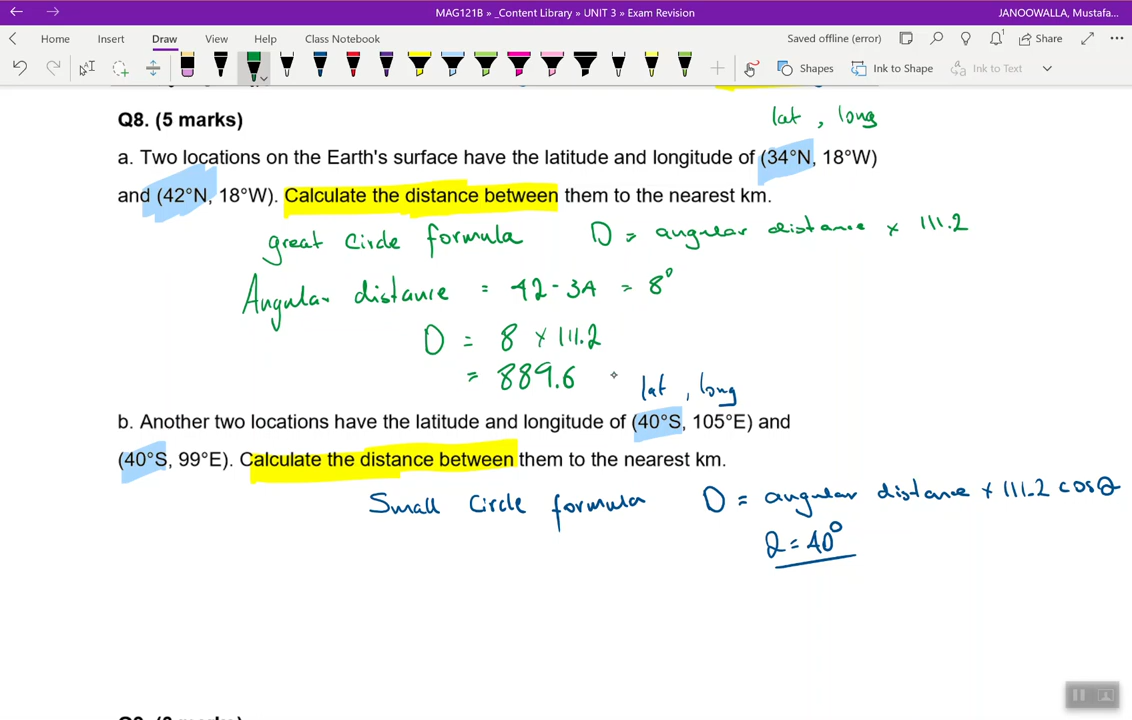 MAG121B » _Content Library » UNIT 3 » Exam Revision
JANOOWALLA, Mustafa...
Home Insert Draw View Help Class Notebook
Saved offline (error)
Share
Shapes Ink to Shape Ink to Text
Q8. (5 marks)
lat , long
a. Two locations on the Earth's surface have the latitude and longitude of (34°N, 18°W)
and (42°N, 18°W). Calculate the distance between them to the nearest km.
great circle formula D = angular distance × 111.2
Angular distance = 42 - 34 = 8°
D = 8 × 111.2
= 889.6
lat , long
b. Another two locations have the latitude and longitude of (40°S, 105°E) and
(40°S, 99°E). Calculate the distance between them to the nearest km.
Small circle formula D = angular distance × 111.2 cos θ
θ = 40°